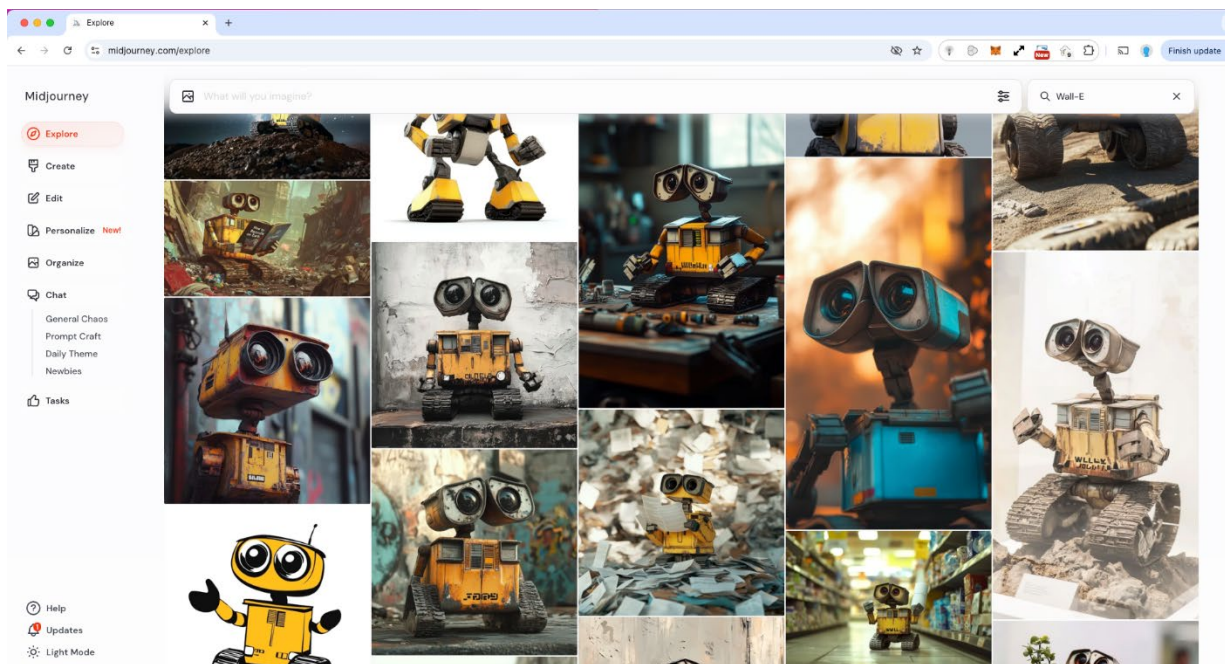 Explore
midjourney.com/explore
New
Finish update
Midjourney
What will you imagine?
Wall-E
Explore
Create
Edit
Personalize New!
Organize
Chat
General Chaos
Prompt Craft
Daily Theme
Newbies
Tasks
Help
Updates
Light Mode